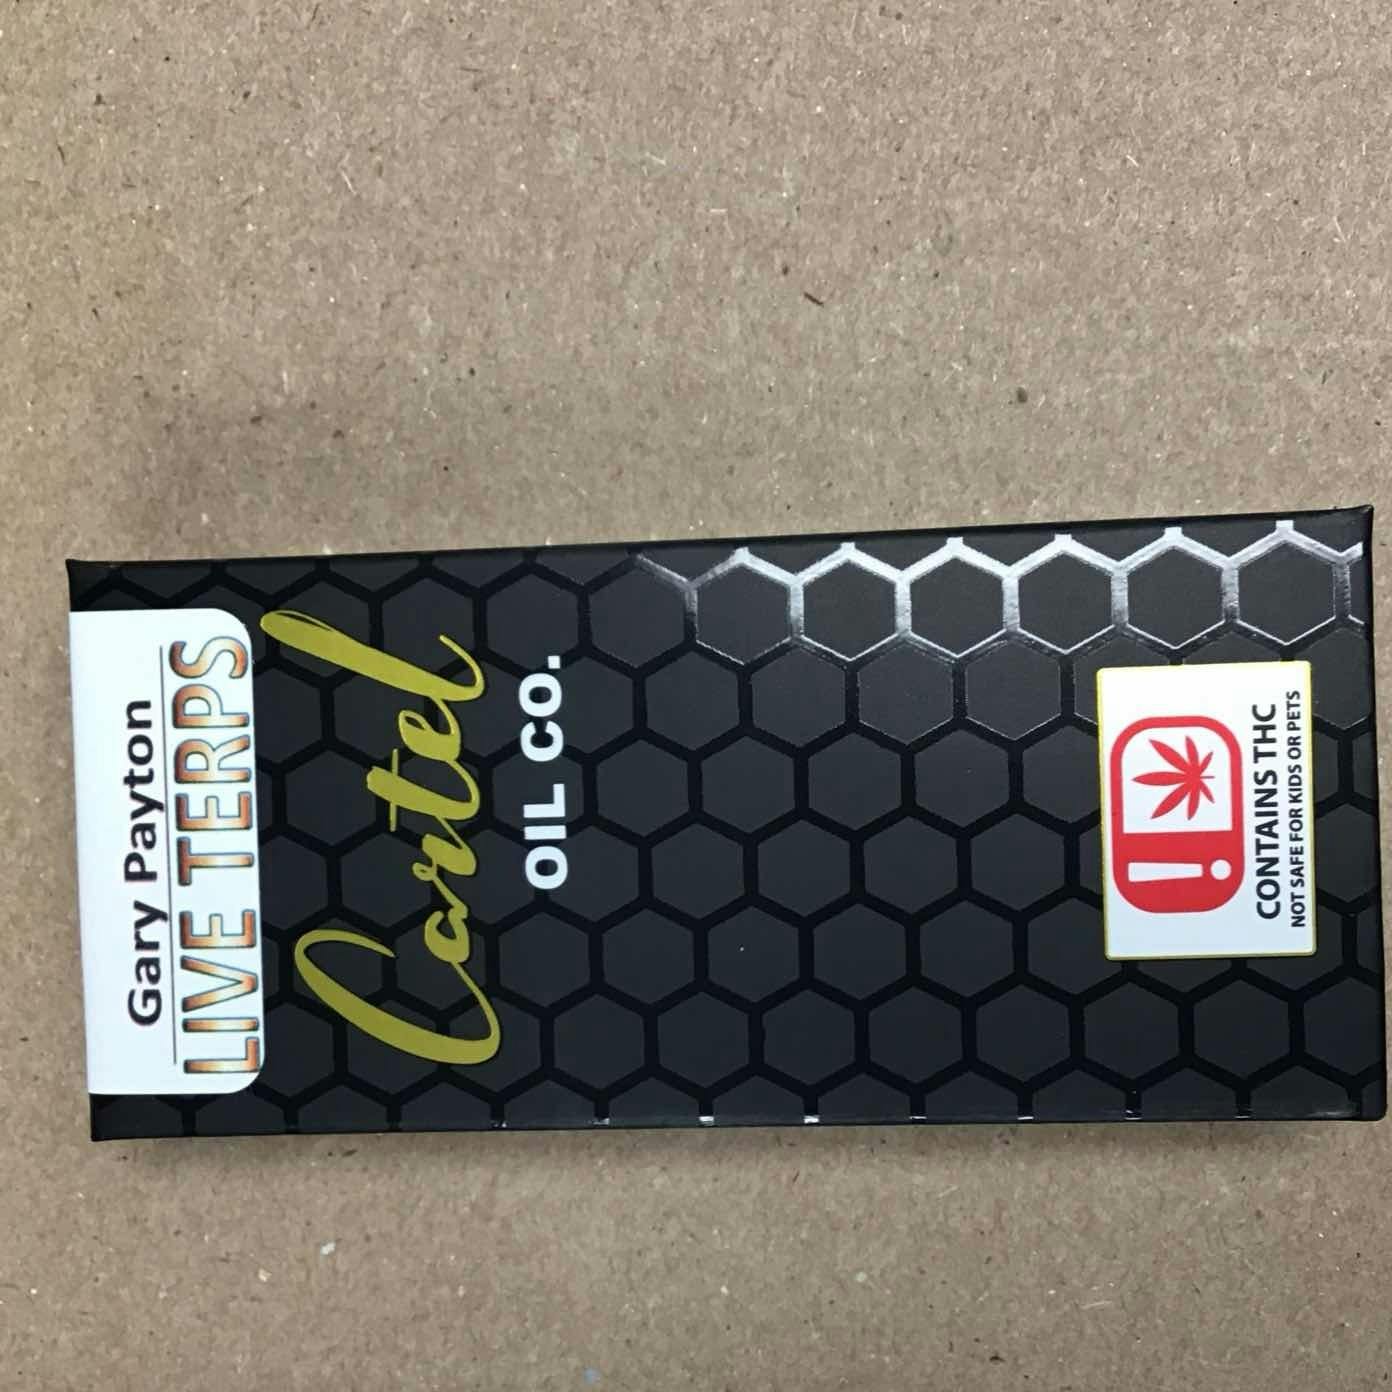 Gary Payton
LIVE TERPS
Cartel
OIL CO.
!
CONTAINS THC
NOT SAFE FOR KIDS OR PETS